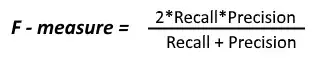 F - measure = 2*Recall*Precision
Recall + Precision